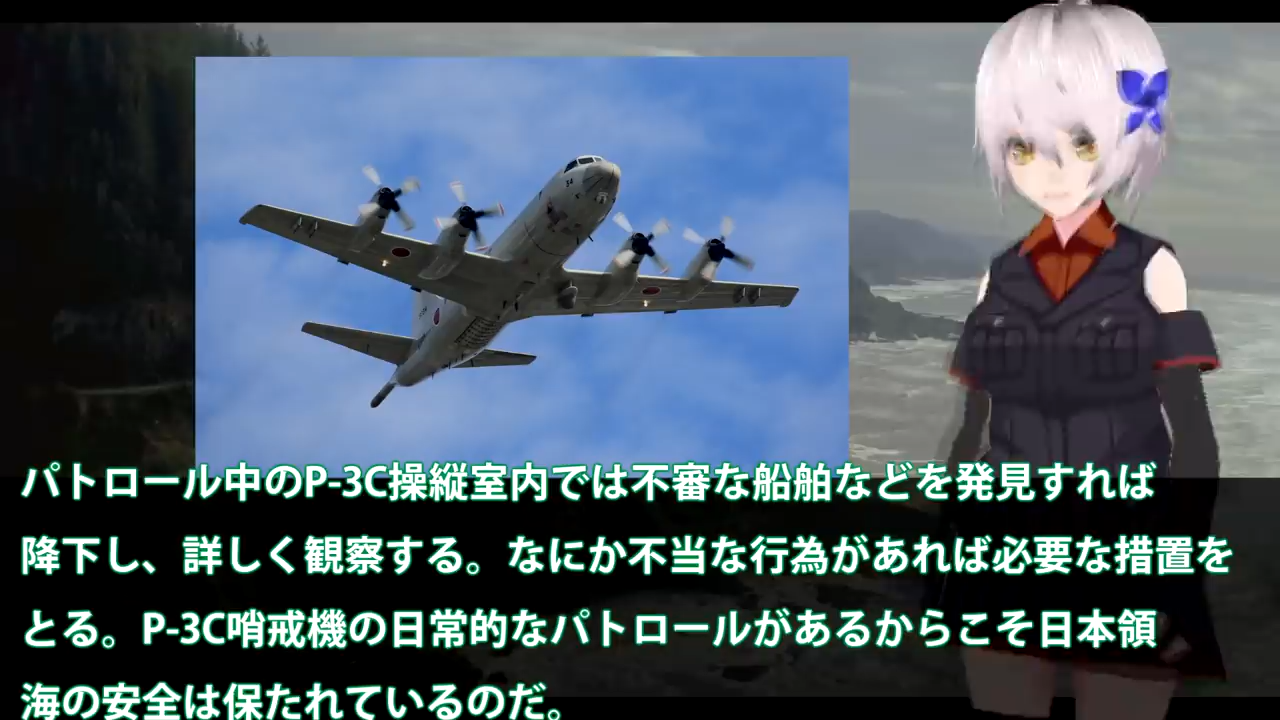 パトロール中のP-3C操縦室内では不審な船舶などを発見すれば
降下し、詳しく観察する。なにか不当な行為があれば必要な措置を
とる。P-3C哨戒機の日常的なパトロールがあるからこそ日本領
海の安全は保たれているのだ。